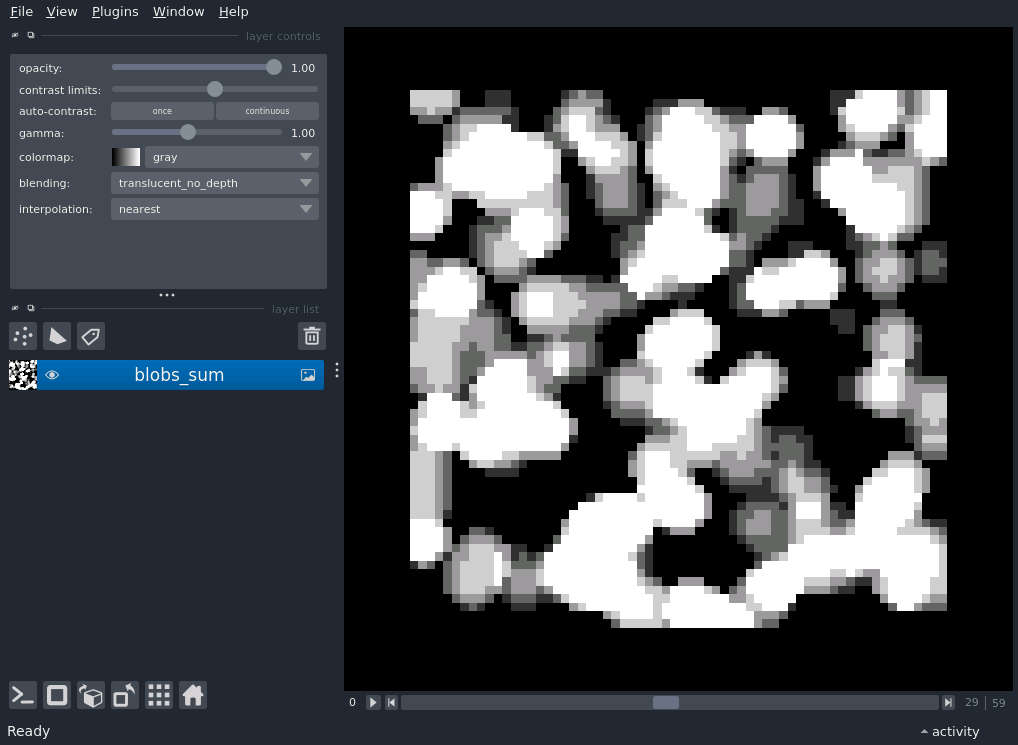 File View Plugins Window Help
layer controls
opacity: 1.00
contrast limits:
auto-contrast: once continuous
gamma: 1.00
colormap: gray
blending: translucent_no_depth
interpolation: nearest
layer list
blobs_sum
0 29 59
Ready activity